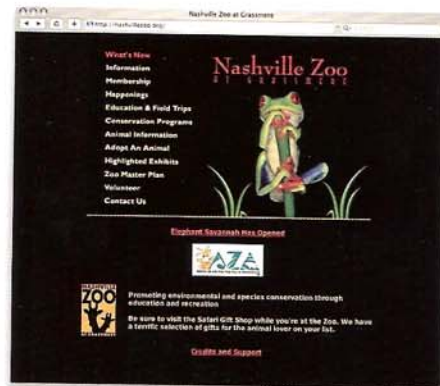 Nashville Zoo at Grassmere
What's New
Information
Membership
Happenings
Education & Field Trips
Conservation Programs
Animal Information
Adopt An Animal
Highlighted Exhibits
Zoo Master Plan
Volunteer
Contact Us
Nashville Zoo
AT GRASSMERE
Elephant Savannah Has Opened
AZA
NASHVILLE
ZOO
AT GRASSMERE
Promoting environmental and species conservation through
education and recreation
Be sure to visit the Safari Gift Shop while you're at the Zoo. We have
a terrific selection of gifts for the animal lover on your list.
Credits and Support